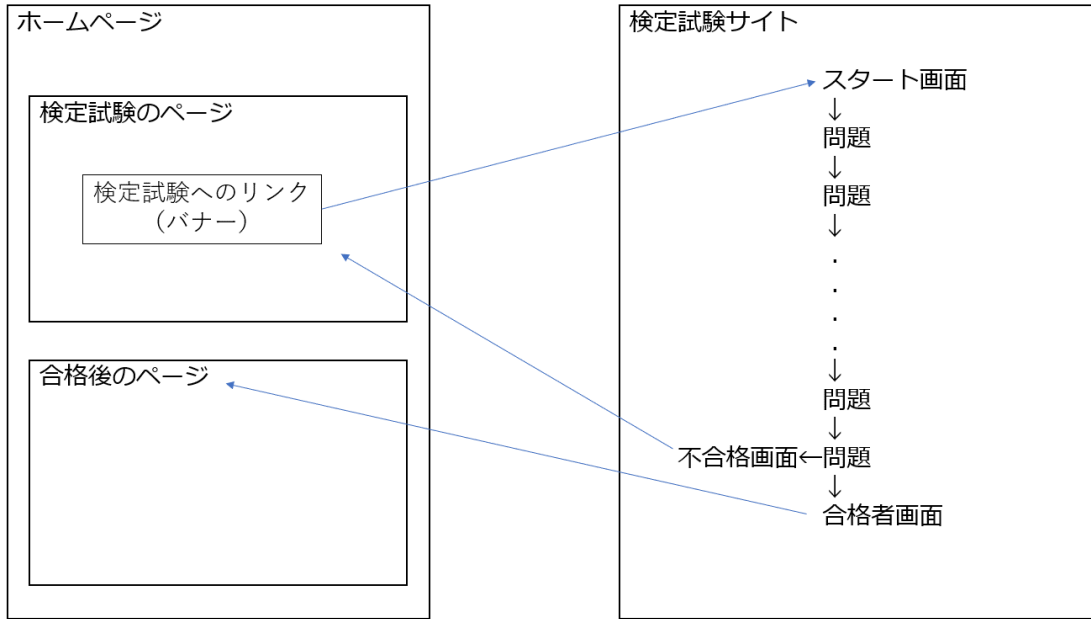 ホームページ
検定試験のページ
検定試験へのリンク
（バナー）
合格後のページ
検定試験サイト
スタート画面
↓
問題
↓
問題
↓
.
.
.
.
↓
問題
↓
不合格画面←問題
↓
合格者画面